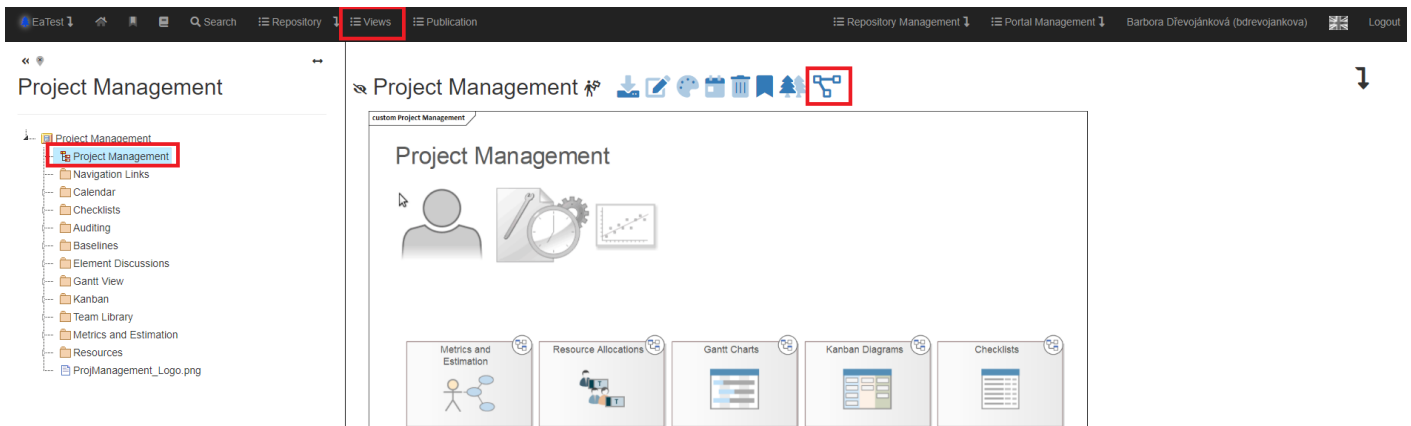 EaTest Search Repository Views Publication Repository Management Portal Management Barbora Dřevojánková (bdrevojankova) Logout
Project Management
Project Management
Project Management
Navigation Links
Calendar
Checklists
Auditing
Baselines
Element Discussions
Gantt View
Kanban
Team Library
Metrics and Estimation
Resources
ProjManagement_Logo.png
Project Management
custom Project Management
Project Management
Metrics and
Estimation
Resource Allocations
Gantt Charts
Kanban Diagrams
Checklists